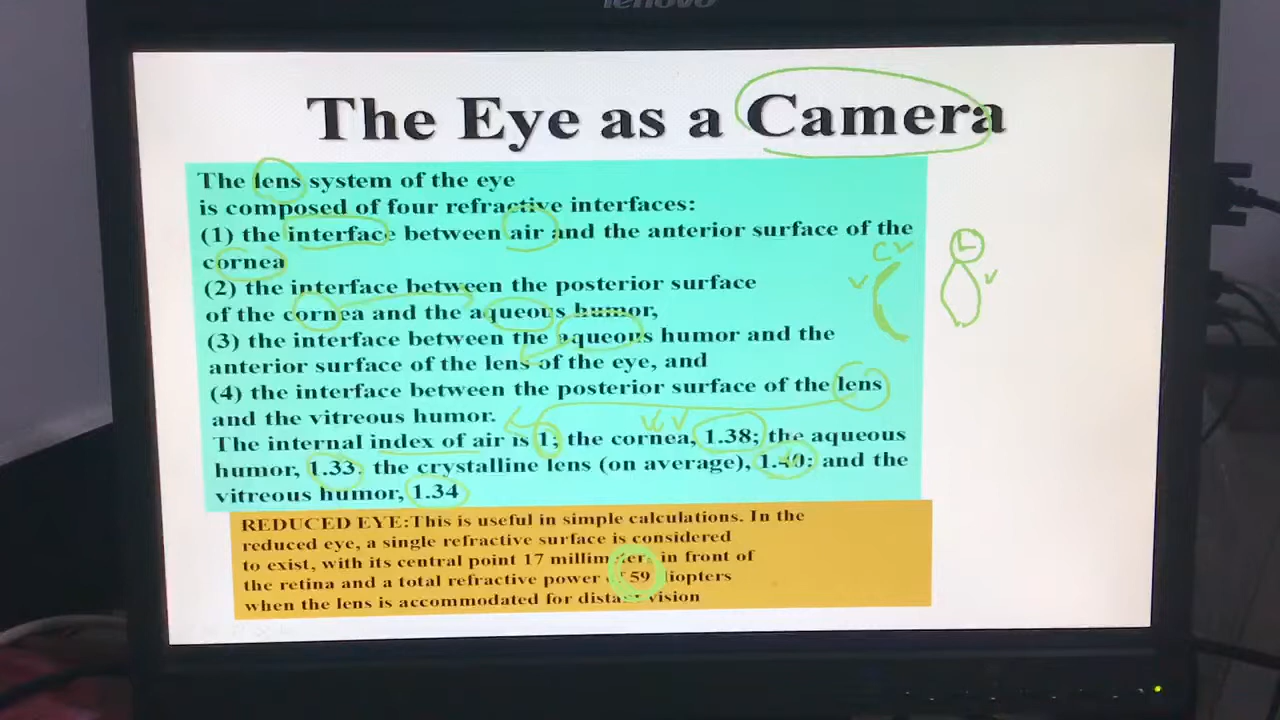 lenovo
The Eye as a Camera
The lens system of the eye
is composed of four refractive interfaces:
(1) the interface between air and the anterior surface of the
cornea
(2) the interface between the posterior surface
of the cornea and the aqueous humor,
(3) the interface between the aqueous humor and the
anterior surface of the lens of the eye, and
(4) the interface between the posterior surface of the lens
and the vitreous humor.
The internal index of air is 1; the cornea, 1.38; the aqueous
humor, 1.33; the crystalline lens (on average), 1.40; and the
vitreous humor, 1.34
REDUCED EYE:This is useful in simple calculations. In the
reduced eye, a single refractive surface is considered
to exist, with its central point 17 millimeters in front of
the retina and a total refractive power of 59 diopters
when the lens is accommodated for distant vision
C
L